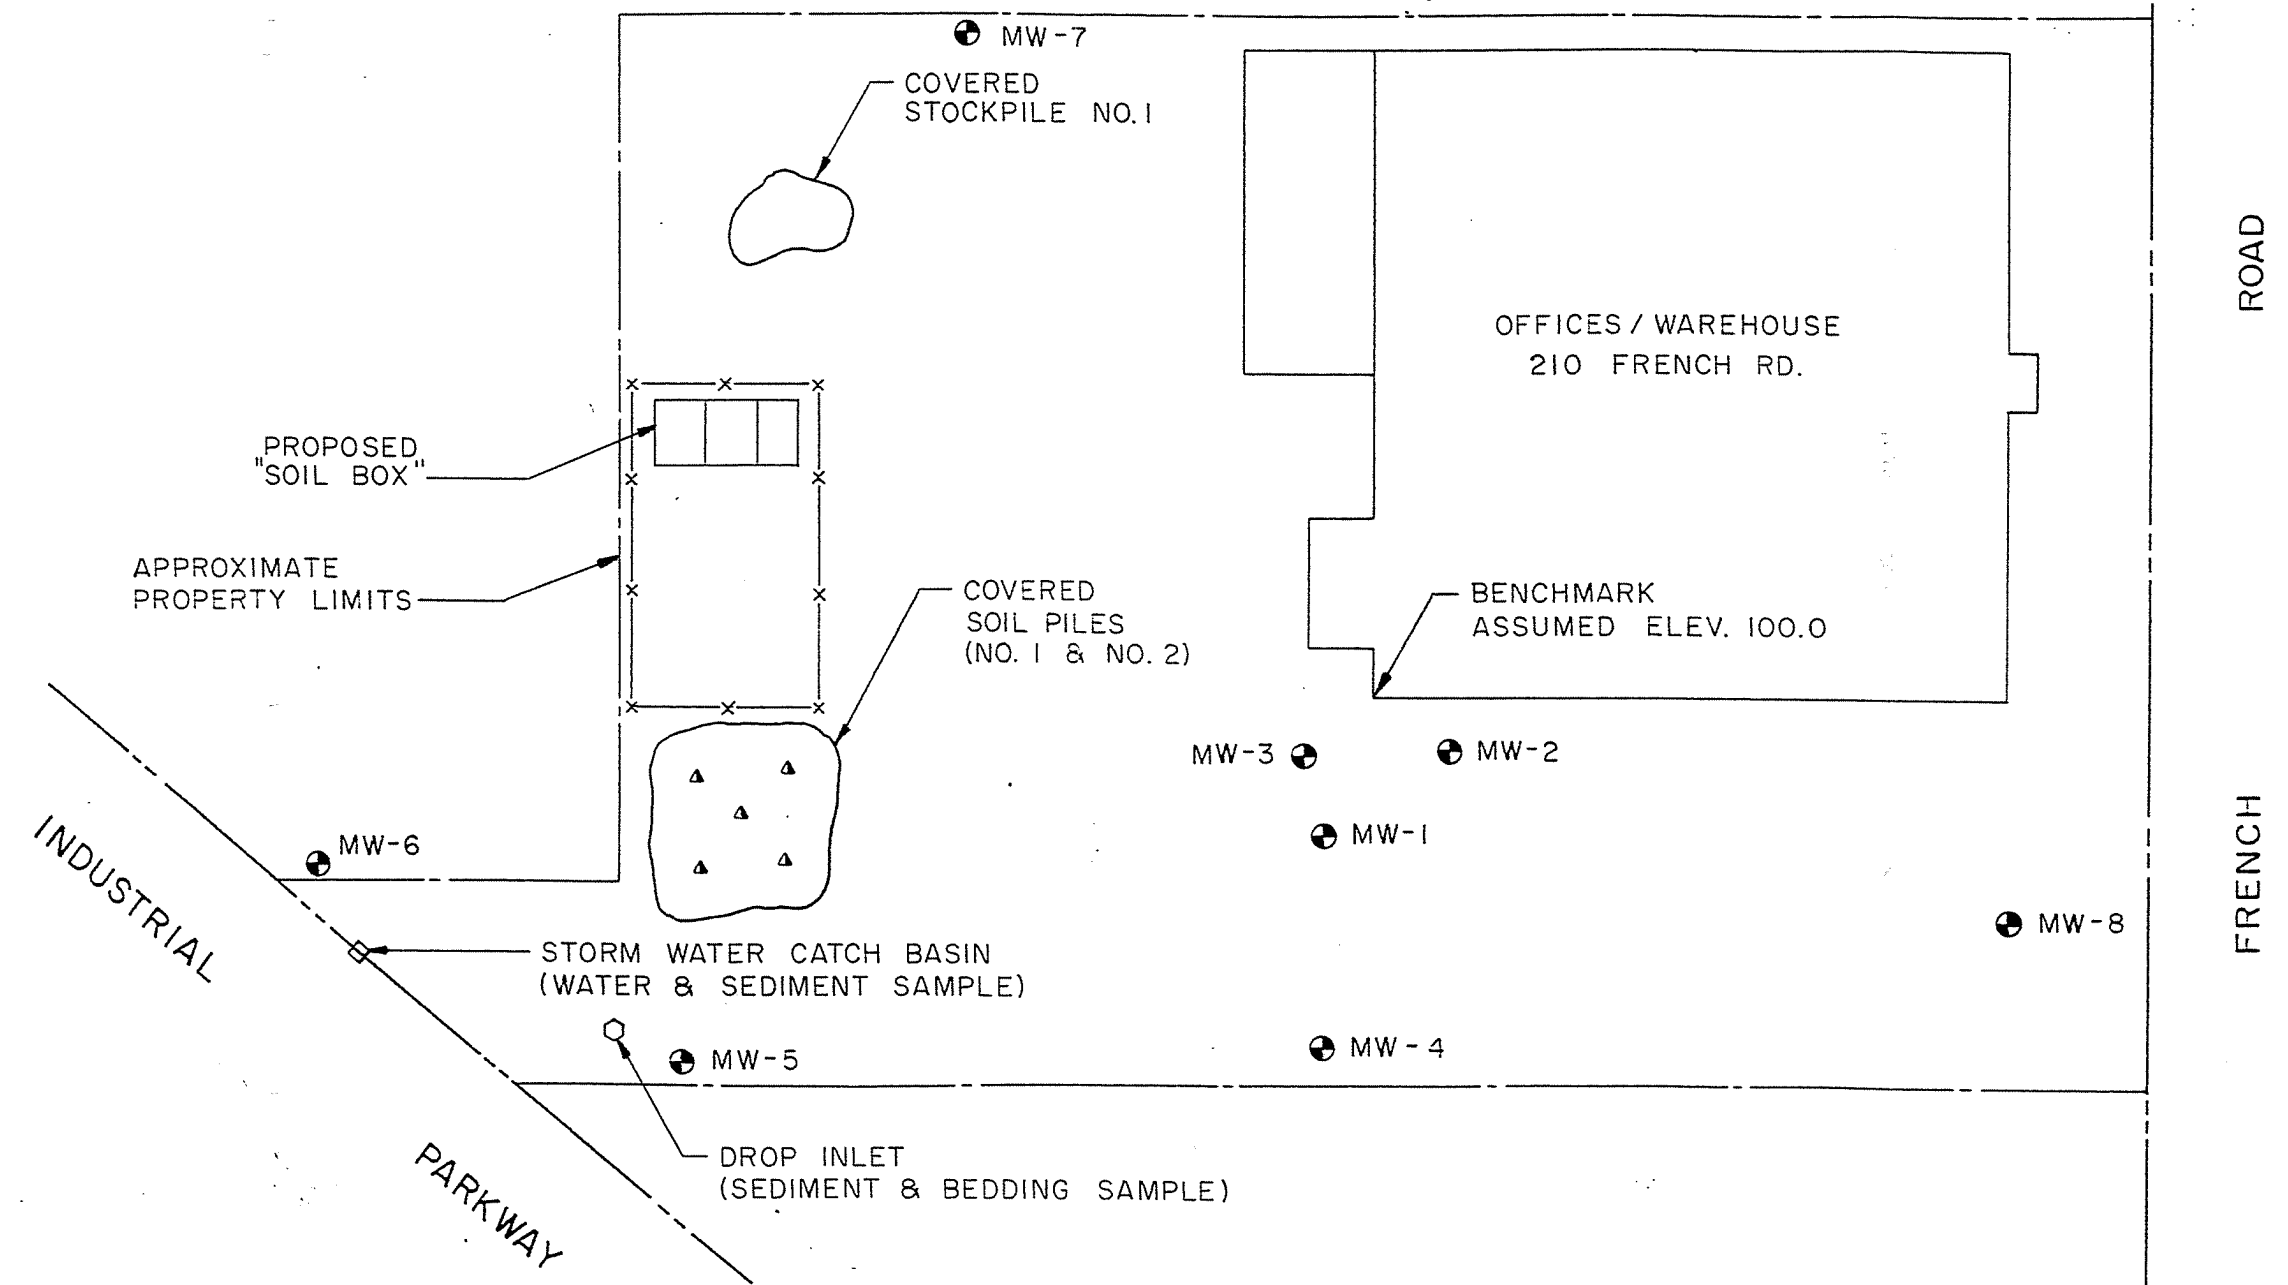 MW-7
COVERED
STOCKPILE NO. 1
ROAD
OFFICES / WAREHOUSE
210 FRENCH RD.
PROPOSED
"SOIL BOX"
APPROXIMATE
PROPERTY LIMITS
COVERED
SOIL PILES
(NO. 1 & NO. 2)
BENCHMARK
ASSUMED ELEV. 100.0
MW-3
MW-2
MW-1
MW-6
INDUSTRIAL
FRENCH
MW-8
STORM WATER CATCH BASIN
(WATER & SEDIMENT SAMPLE)
MW-5
MW-4
DROP INLET
(SEDIMENT & BEDDING SAMPLE)
PARKWAY